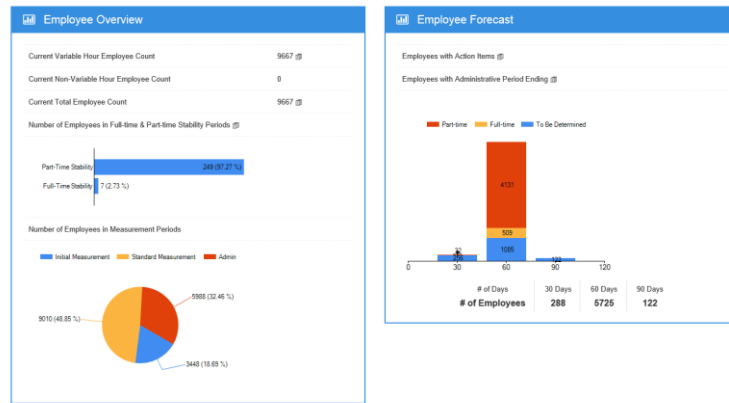 Employee Overview
Current Variable Hour Employee Count 9667
Current Non-Variable Hour Employee Count 0
Current Total Employee Count 9667
Number of Employees in Full-time & Part-time Stability Periods
Part-Time Stability 249 (97.27 %)
Full-Time Stability 7 (2.73 %)
Number of Employees in Measurement Periods
Initial Measurement Standard Measurement Admin
5988 (32.46 %)
9010 (48.85 %)
3448 (18.69 %)
Employee Forecast
Employees with Action Items
Employees with Administrative Period Ending
Part-time Full-time To Be Determined
4131
509
1085
122
0 30 60 90 120
# of Days 30 Days 60 Days 90 Days
# of Employees 288 5725 122